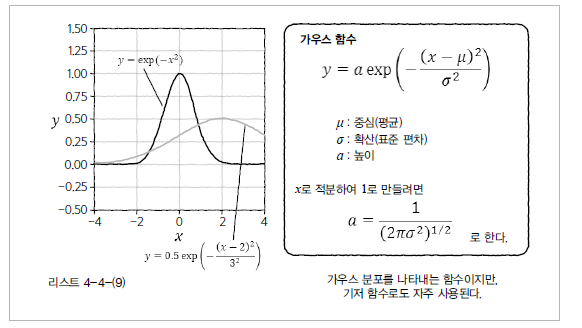 1.50
1.25
1.00
0.75
y 0.50
0.25
0.00
−0.25
−0.50
−4 −2 0 2 4
x
y = exp(−x²)
y = 0.5 exp(−(x − 2)²/3²)
리스트 4-4-(9)
가우스 함수
y = a exp(−(x − μ)²/σ²)
μ : 중심(평균)
σ : 확산(표준 편차)
a : 높이
x로 적분하여 1로 만들려면
a = 1/(2πσ²)1/2 로 한다.
가우스 분포를 나타내는 함수이지만,
기저 함수로도 자주 사용된다.